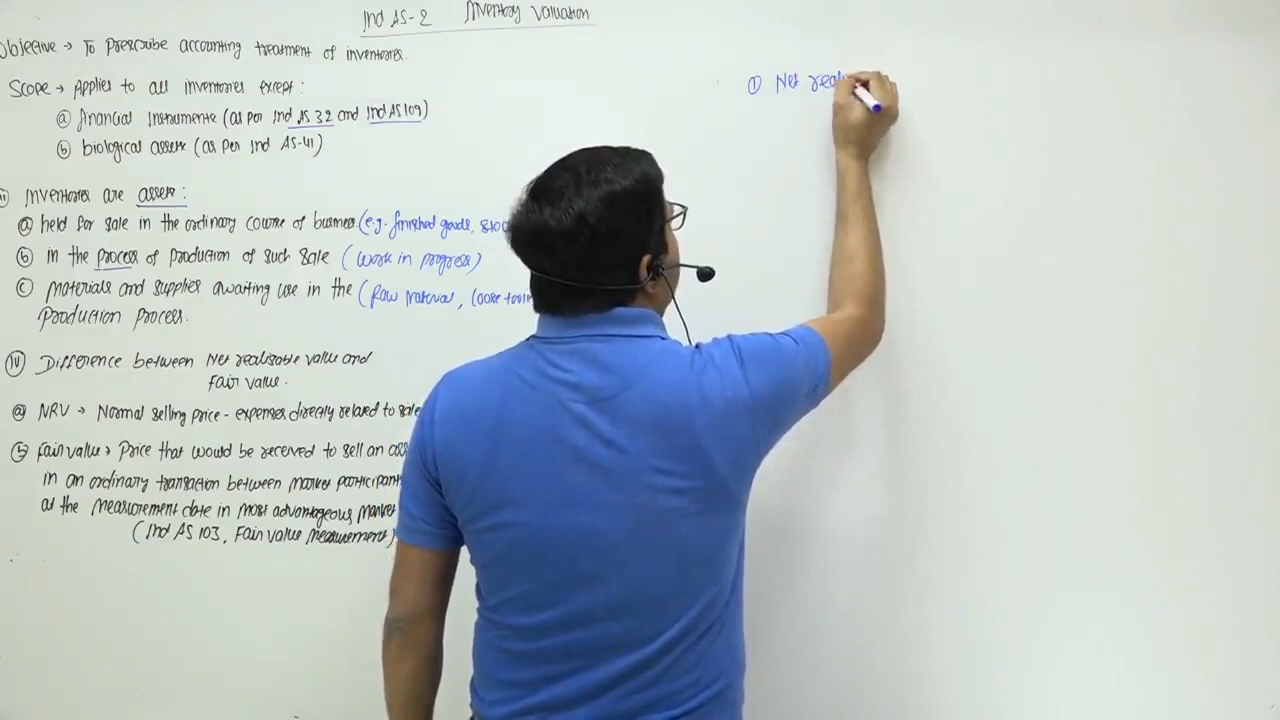 Ind AS-2 Inventory Valuation
Objective → To Prescribe accounting treatment of inventories.
Scope → Applies to all inventories except:
ⓐ financial instruments (as per Ind AS 32 and Ind AS 109)
ⓑ biological assets (as per Ind AS-41)
Inventories are assets:
ⓐ held for sale in the ordinary course of business (e.g. finished goods,
ⓑ in the process of production of such sale (work in progress)
ⓒ materials and supplies awaiting use in the (Raw material, loose
Production process.
(iv) Difference between Net realisable value and
Fair value.
ⓐ NRV → Normal selling price - expenses directly related to sale
ⓑ Fair value → Price that would be received to sell an
in an ordinary transaction between market participants
at the measurement date in most advantageous market
(Ind AS 103, Fair value measurement)
① Net